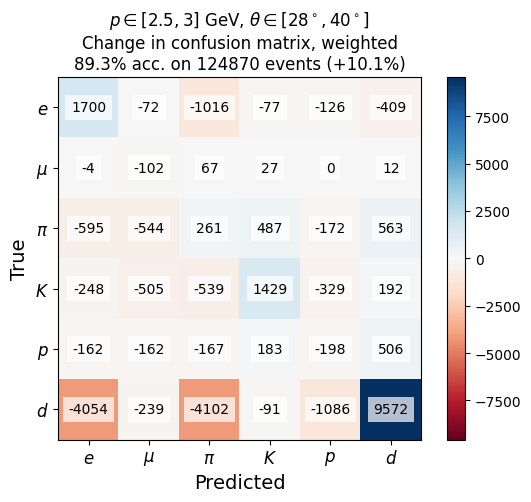 p ∈ [2.5, 3] GeV, θ ∈ [28°, 40°]
Change in confusion matrix, weighted
89.3% acc. on 124870 events (+10.1%)
e 1700 -72 -1016 -77 -126 -409
μ -4 -102 67 27 0 12
π -595 -544 261 487 -172 563
K -248 -505 -539 1429 -329 192
p -162 -162 -167 183 -198 506
d -4054 -239 -4102 -91 -1086 9572
e μ π K p d
True
Predicted
7500
5000
2500
0
−2500
−5000
−7500